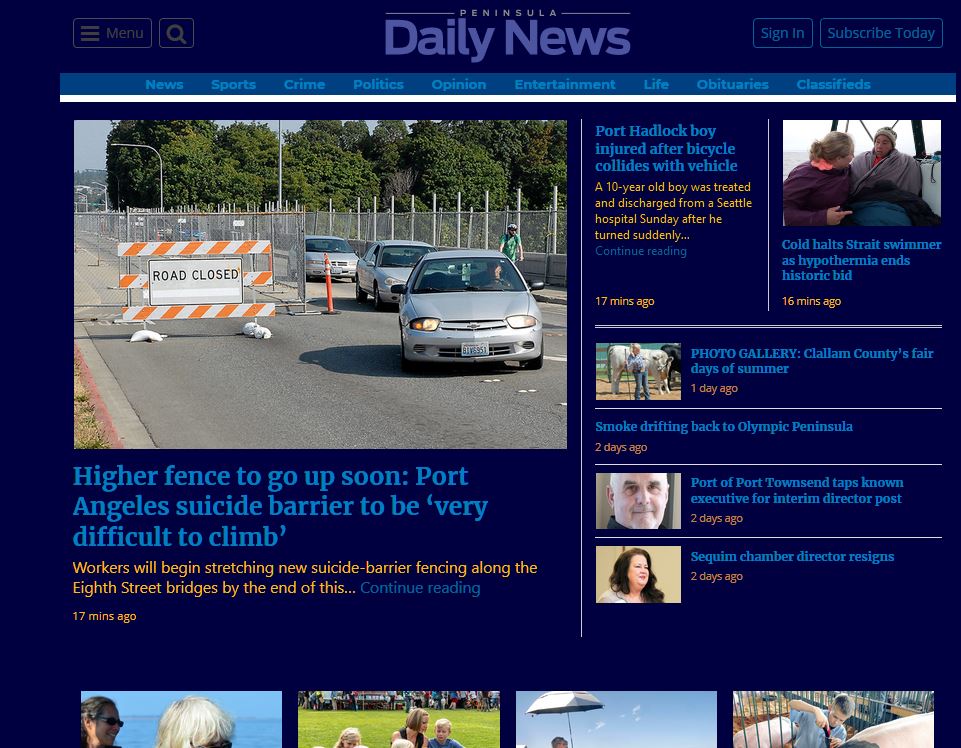 Menu
PENINSULA
Daily News
Sign In
Subscribe Today
News Sports Crime Politics Opinion Entertainment Life Obituaries Classifieds
ROAD CLOSED
Higher fence to go up soon: Port
Angeles suicide barrier to be ‘very
difficult to climb’
Workers will begin stretching new suicide-barrier fencing along the
Eighth Street bridges by the end of this... Continue reading
17 mins ago
Port Hadlock boy
injured after bicycle
collides with vehicle
A 10-year old boy was treated
and discharged from a Seattle
hospital Sunday after he
turned suddenly...
Continue reading
17 mins ago
Cold halts Strait swimmer
as hypothermia ends
historic bid
16 mins ago
PHOTO GALLERY: Clallam County’s fair
days of summer
1 day ago
Smoke drifting back to Olympic Peninsula
2 days ago
Port of Port Townsend taps known
executive for interim director post
2 days ago
Sequim chamber director resigns
2 days ago